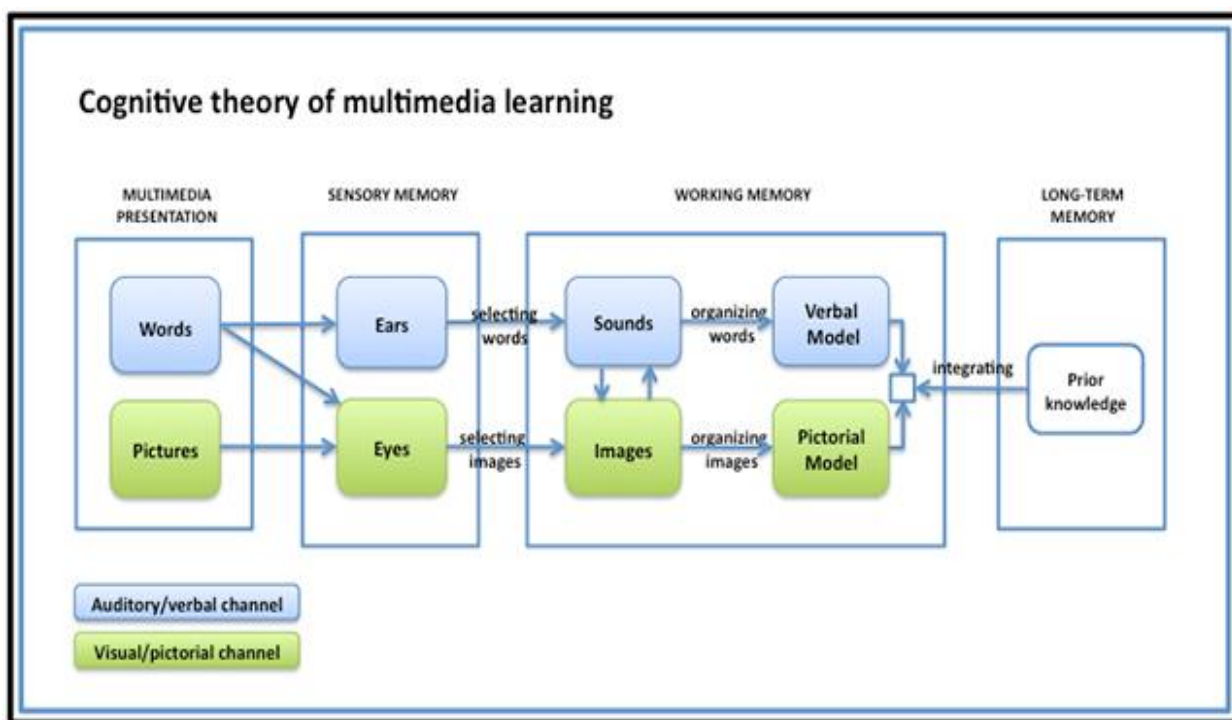 Cognitive theory of multimedia learning
MULTIMEDIA
PRESENTATION
SENSORY MEMORY
WORKING MEMORY
LONG-TERM
MEMORY
Words
Ears
selecting
words
Sounds
organizing
words
Verbal
Model
integrating
Prior
knowledge
Pictures
Eyes
selecting
images
Images
organizing
images
Pictorial
Model
Auditory/verbal channel
Visual/pictorial channel